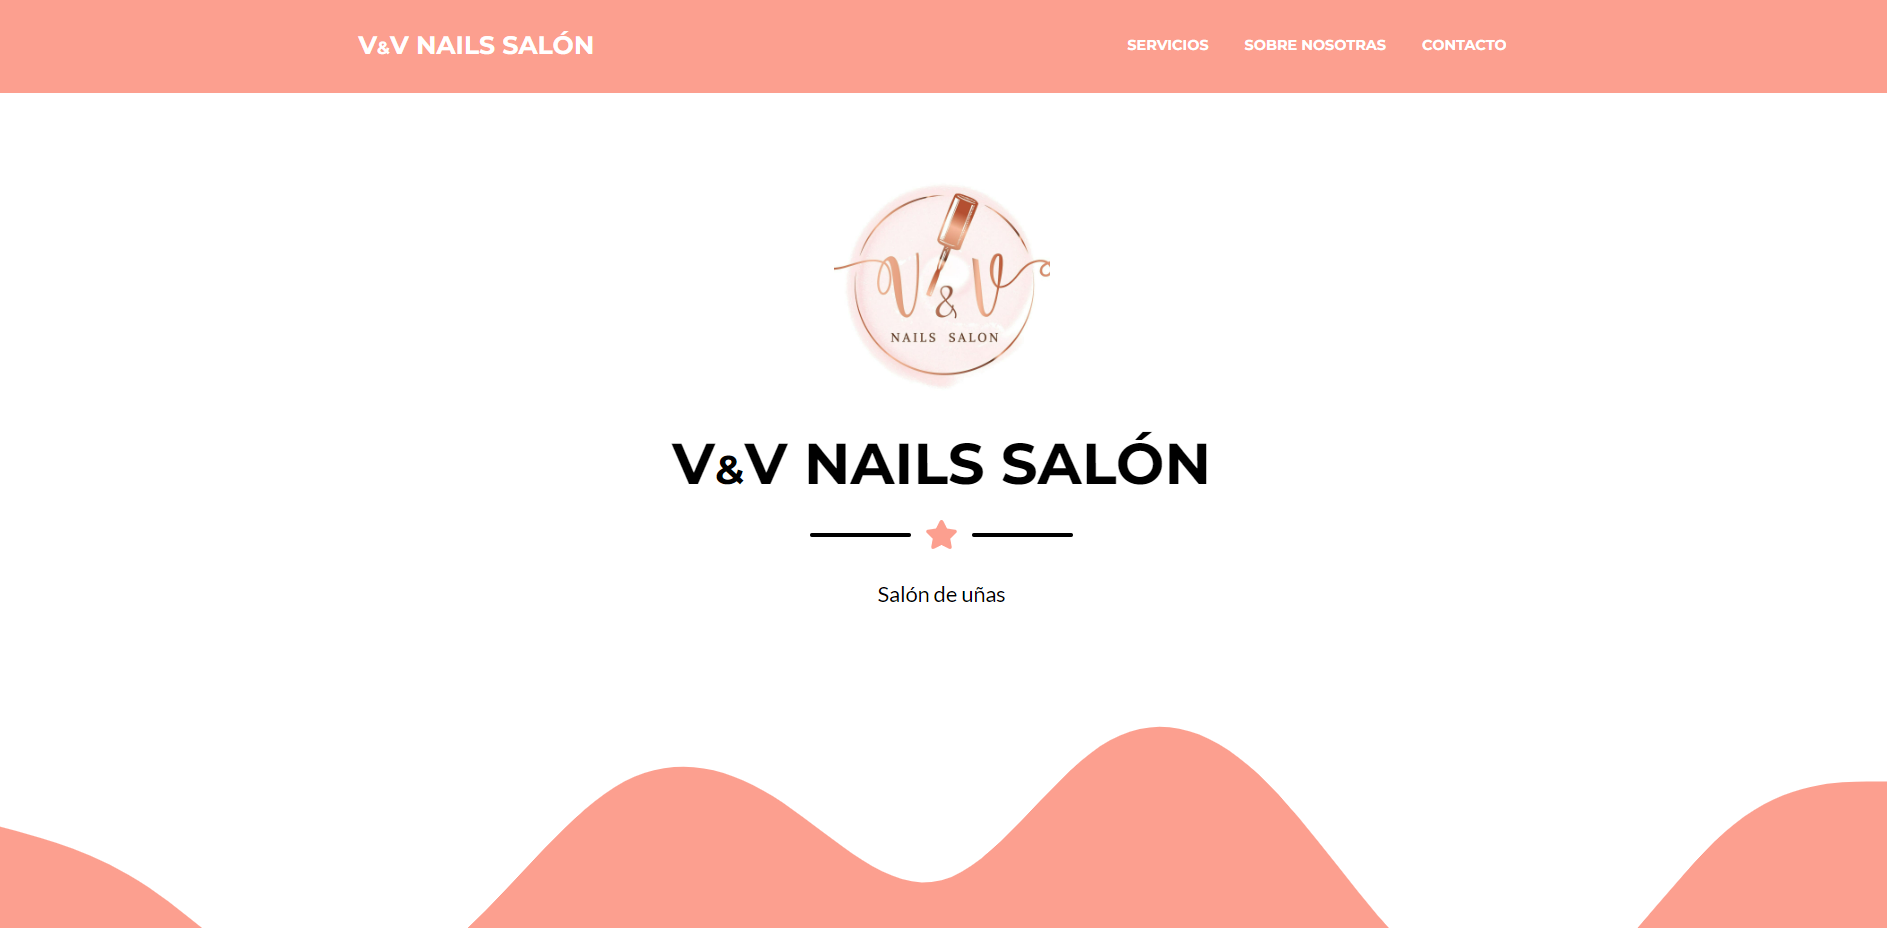 V&V NAILS SALÓN
SERVICIOS SOBRE NOSOTRAS CONTACTO
V & V
NAILS SALON
V&V NAILS SALÓN
Salón de uñas